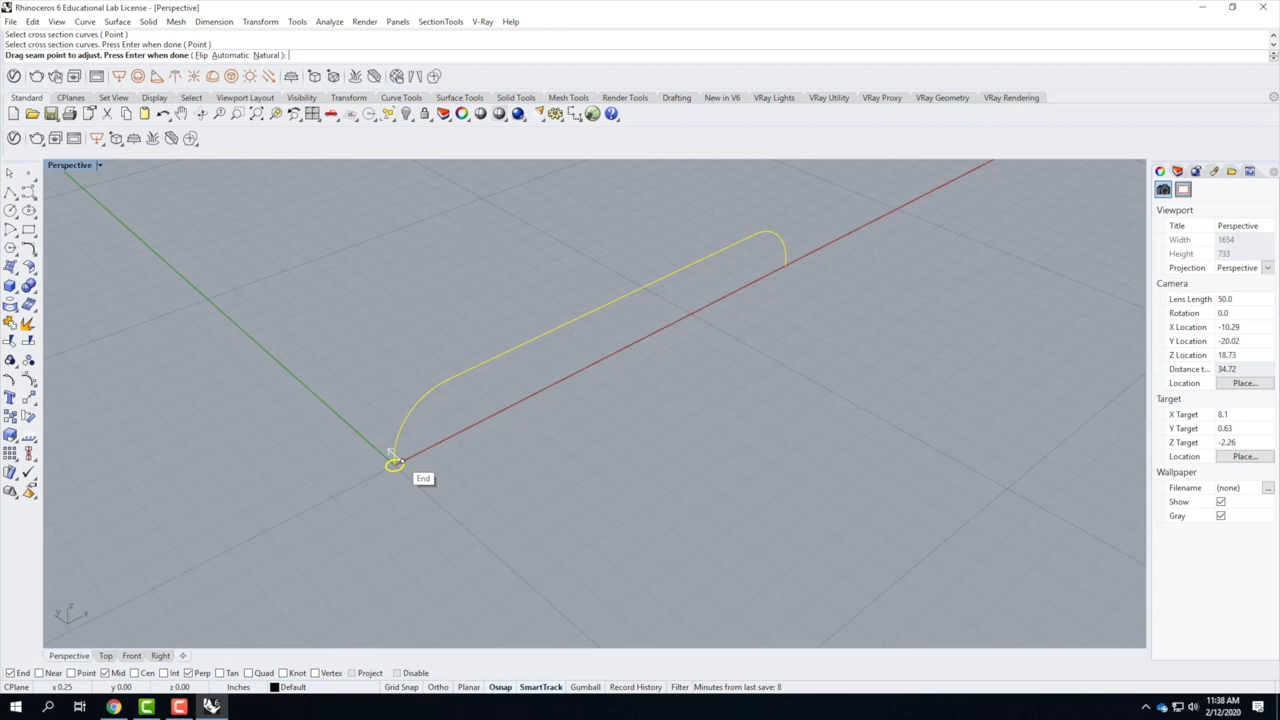 Rhinoceros 6 Educational Lab License - [Perspective]
File Edit View Curve Surface Solid Mesh Dimension Transform Tools Analyze Render Panels SectionTools V-Ray Help
Select cross section curves ( Point )
Select cross section curves. Press Enter when done ( Point )
Drag seam point to adjust. Press Enter when done ( Flip Automatic Natural ):
Standard CPlanes Set View Display Select Viewport Layout Visibility Transform Curve Tools Surface Tools Solid Tools Mesh Tools Render Tools Drafting New in V6 VRay Lights VRay Utility VRay Proxy VRay Geometry VRay Rendering
Perspective
End
z
y x
Viewport
Title Perspective
Width 1654
Height 733
Projection Perspective
Camera
Lens Length 50.0
Rotation 0.0
X Location -10.29
Y Location -20.02
Z Location 18.73
Distance t... 34.72
Location Place...
Target
X Target 8.1
Y Target 0.63
Z Target -2.26
Location Place...
Wallpaper
Filename (none) ...
Show
Gray
Perspective Top Front Right
End Near Point Mid Cen Int Perp Tan Quad Knot Vertex Project Disable
CPlane x 0.25 y 0.00 z 0.00 Inches Default Grid Snap Ortho Planar Osnap SmartTrack Gumball Record History Filter Minutes from last save: 8
11:38 AM
2/12/2020